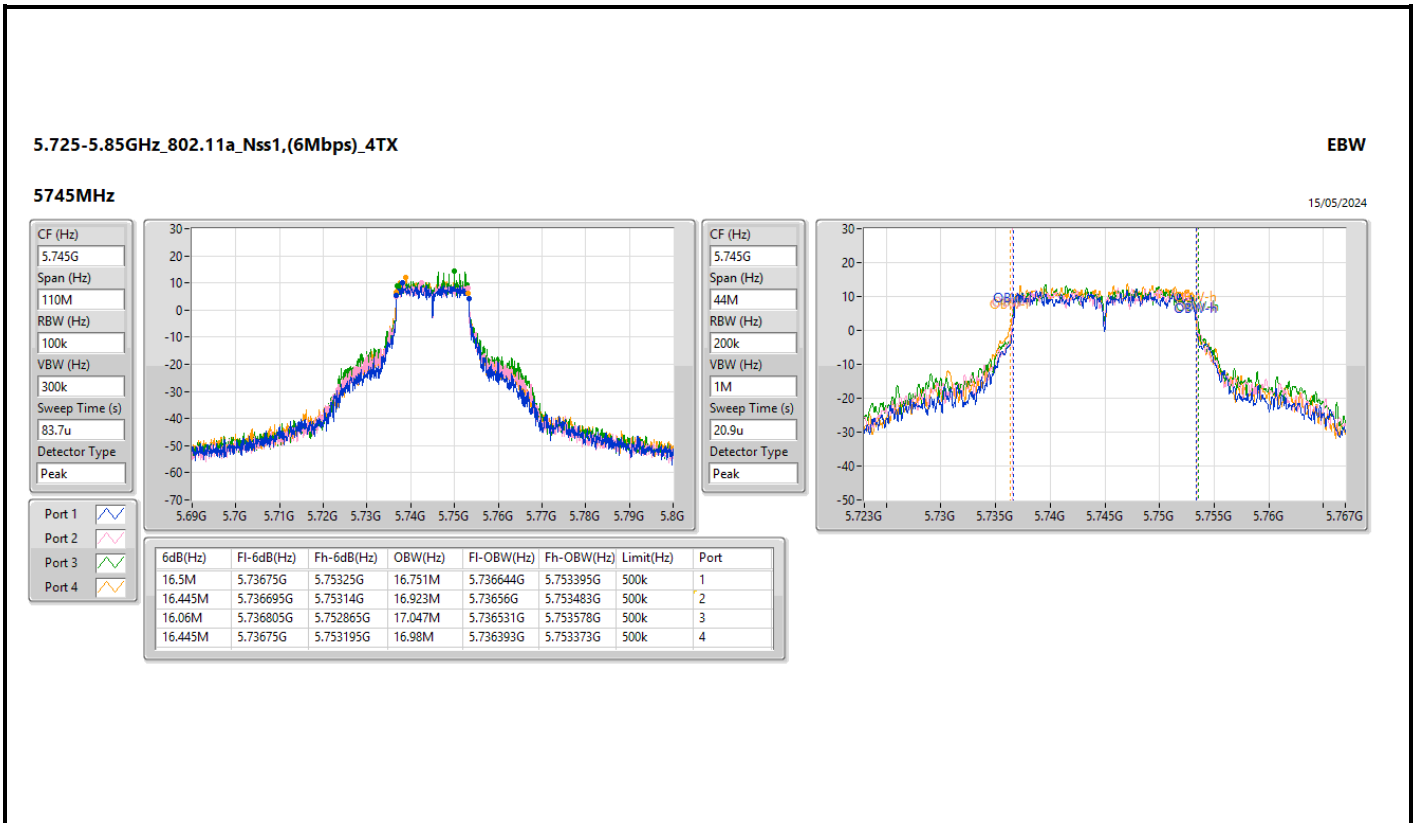 5.725-5.85GHz_802.11a_Nss1,(6Mbps)_4TX
EBW
5745MHz
15/05/2024
CF (Hz)
5.745G
Span (Hz)
110M
RBW (Hz)
100k
VBW (Hz)
300k
Sweep Time (s)
83.7u
Detector Type
Peak
Port 1
Port 2
Port 3
Port 4
30
20
10
0
-10
-20
-30
-40
-50
-60
-70
5.69G 5.7G 5.71G 5.72G 5.73G 5.74G 5.75G 5.76G 5.77G 5.78G 5.79G 5.8G
CF (Hz)
5.745G
Span (Hz)
44M
RBW (Hz)
200k
VBW (Hz)
1M
Sweep Time (s)
20.9u
Detector Type
Peak
30
20
10
0
-10
-20
-30
-40
-50
OBW-h
5.723G 5.73G 5.735G 5.74G 5.745G 5.75G 5.755G 5.76G 5.767G
6dB(Hz) Fl-6dB(Hz) Fh-6dB(Hz) OBW(Hz) Fl-OBW(Hz) Fh-OBW(Hz) Limit(Hz) Port
16.5M 5.73675G 5.75325G 16.751M 5.736644G 5.753395G 500k 1
16.445M 5.736695G 5.75314G 16.923M 5.73656G 5.753483G 500k 2
16.06M 5.736805G 5.752865G 17.047M 5.736531G 5.753578G 500k 3
16.445M 5.73675G 5.753195G 16.98M 5.736393G 5.753373G 500k 4